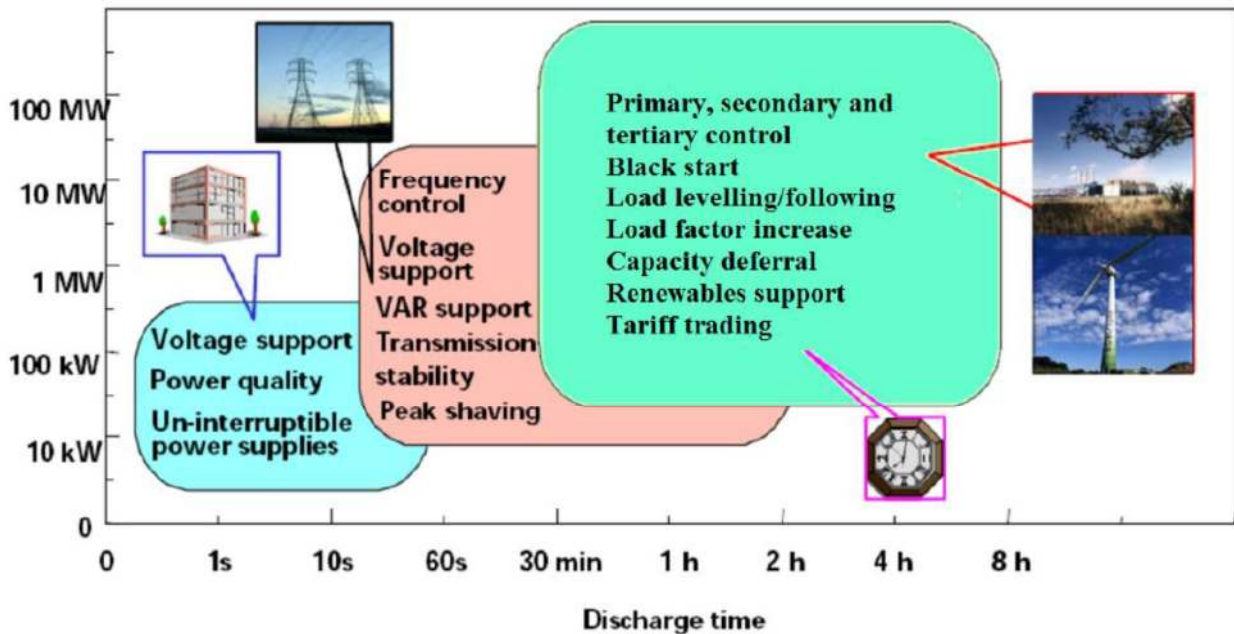 100 MW
10 MW
1 MW
100 kW
10 kW
0
Voltage support
Power quality
Un-interruptible
power supplies
Frequency
control
Voltage
support
VAR support
Transmission
stability
Peak shaving
Primary, secondary and
tertiary control
Black start
Load levelling/following
Load factor increase
Capacity deferral
Renewables support
Tariff trading
0 1s 10s 60s 30 min 1 h 2 h 4 h 8 h
Discharge time